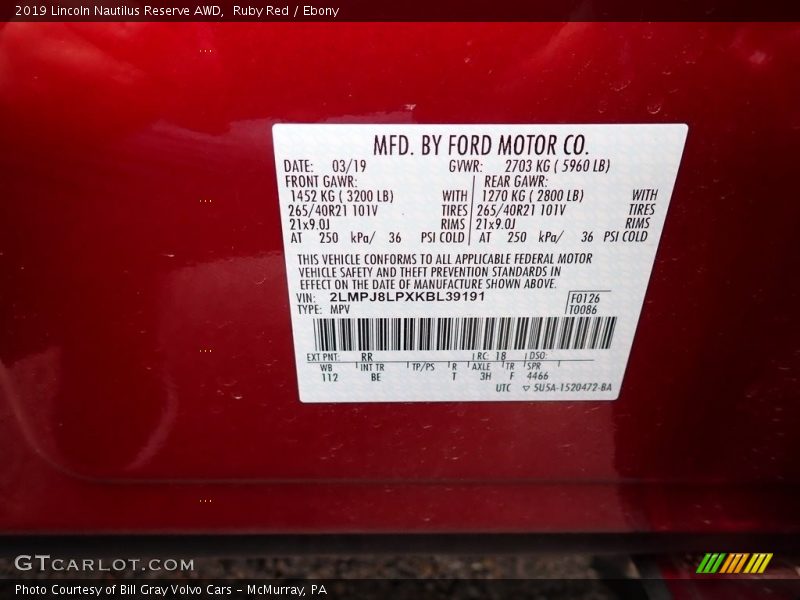 2019 Lincoln Nautilus Reserve AWD, Ruby Red / Ebony
MFD. BY FORD MOTOR CO.
DATE: 03/19 GVWR: 2703 KG ( 5960 LB)
FRONT GAWR: REAR GAWR:
1452 KG ( 3200 LB) WITH 1270 KG ( 2800 LB) WITH
265/40R21 101V TIRES 265/40R21 101V TIRES
21x9.0J RIMS 21x9.0J RIMS
AT 250 kPa/ 36 PSI COLD AT 250 kPa/ 36 PSI COLD
THIS VEHICLE CONFORMS TO ALL APPLICABLE FEDERAL MOTOR
VEHICLE SAFETY AND THEFT PREVENTION STANDARDS IN
EFFECT ON THE DATE OF MANUFACTURE SHOWN ABOVE.
VIN: 2LMPJ8LPXKBL39191 F0126
TYPE: MPV T0086
EXT PNT: RR RC: 18 DSO:
WB INT TR TP/PS R AXLE TR SPR
112 BE T 3H F 4466
UTC ▽ 5U5A-1520472-BA
GTCARLOT.COM
Photo Courtesy of Bill Gray Volvo Cars - McMurray, PA